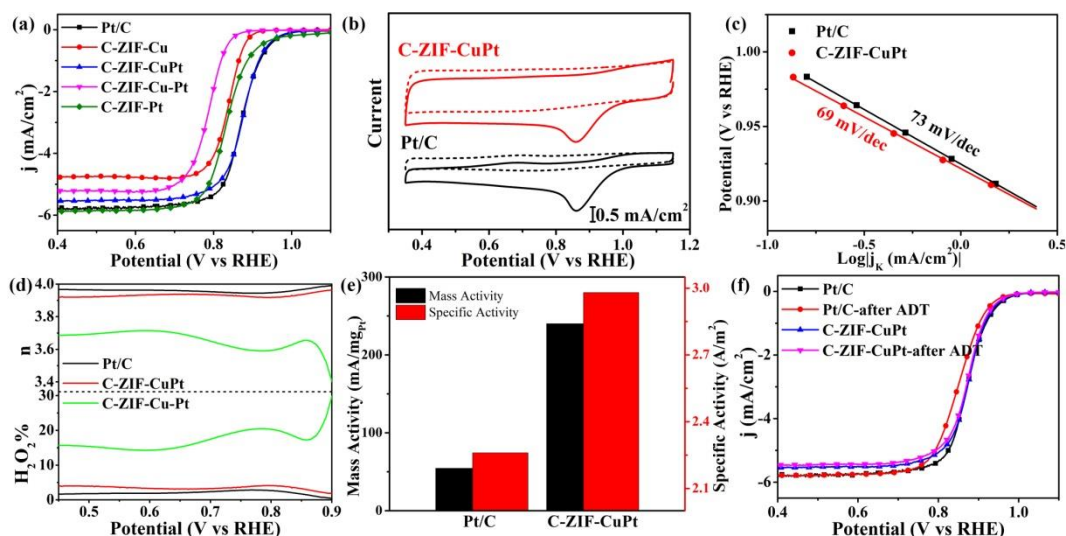 (a)
Pt/C
C-ZIF-Cu
C-ZIF-CuPt
C-ZIF-Cu-Pt
C-ZIF-Pt
j (mA/cm²)
0
-2
-4
-6
0.4 0.6 0.8 1.0
Potential (V vs RHE)
(b)
C-ZIF-CuPt
Pt/C
0.5 mA/cm²
Current
0.4 0.6 0.8 1.0 1.2
Potential (V vs RHE)
(c)
Pt/C
C-ZIF-CuPt
73 mV/dec
69 mV/dec
Potential (V vs RHE)
1.00
0.95
0.90
-1.0 -0.5 0.0 0.5
Log|j_K (mA/cm²)|
(d)
n
4.0
3.8
3.6
3.4
Pt/C
C-ZIF-CuPt
C-ZIF-Cu-Pt
H₂O₂%
30
20
10
0
0.5 0.6 0.7 0.8 0.9
Potential (V vs RHE)
(e)
Mass Activity
Specific Activity
Mass Activity (mA/mg_Pt)
300
250
200
150
100
50
0
Pt/C C-ZIF-CuPt
3.0
2.7
2.4
2.1
Specific Activity (A/m²)
(f)
Pt/C
Pt/C-after ADT
C-ZIF-CuPt
C-ZIF-CuPt-after ADT
j (mA/cm²)
0
-2
-4
-6
0.4 0.6 0.8 1.0
Potential (V vs RHE)